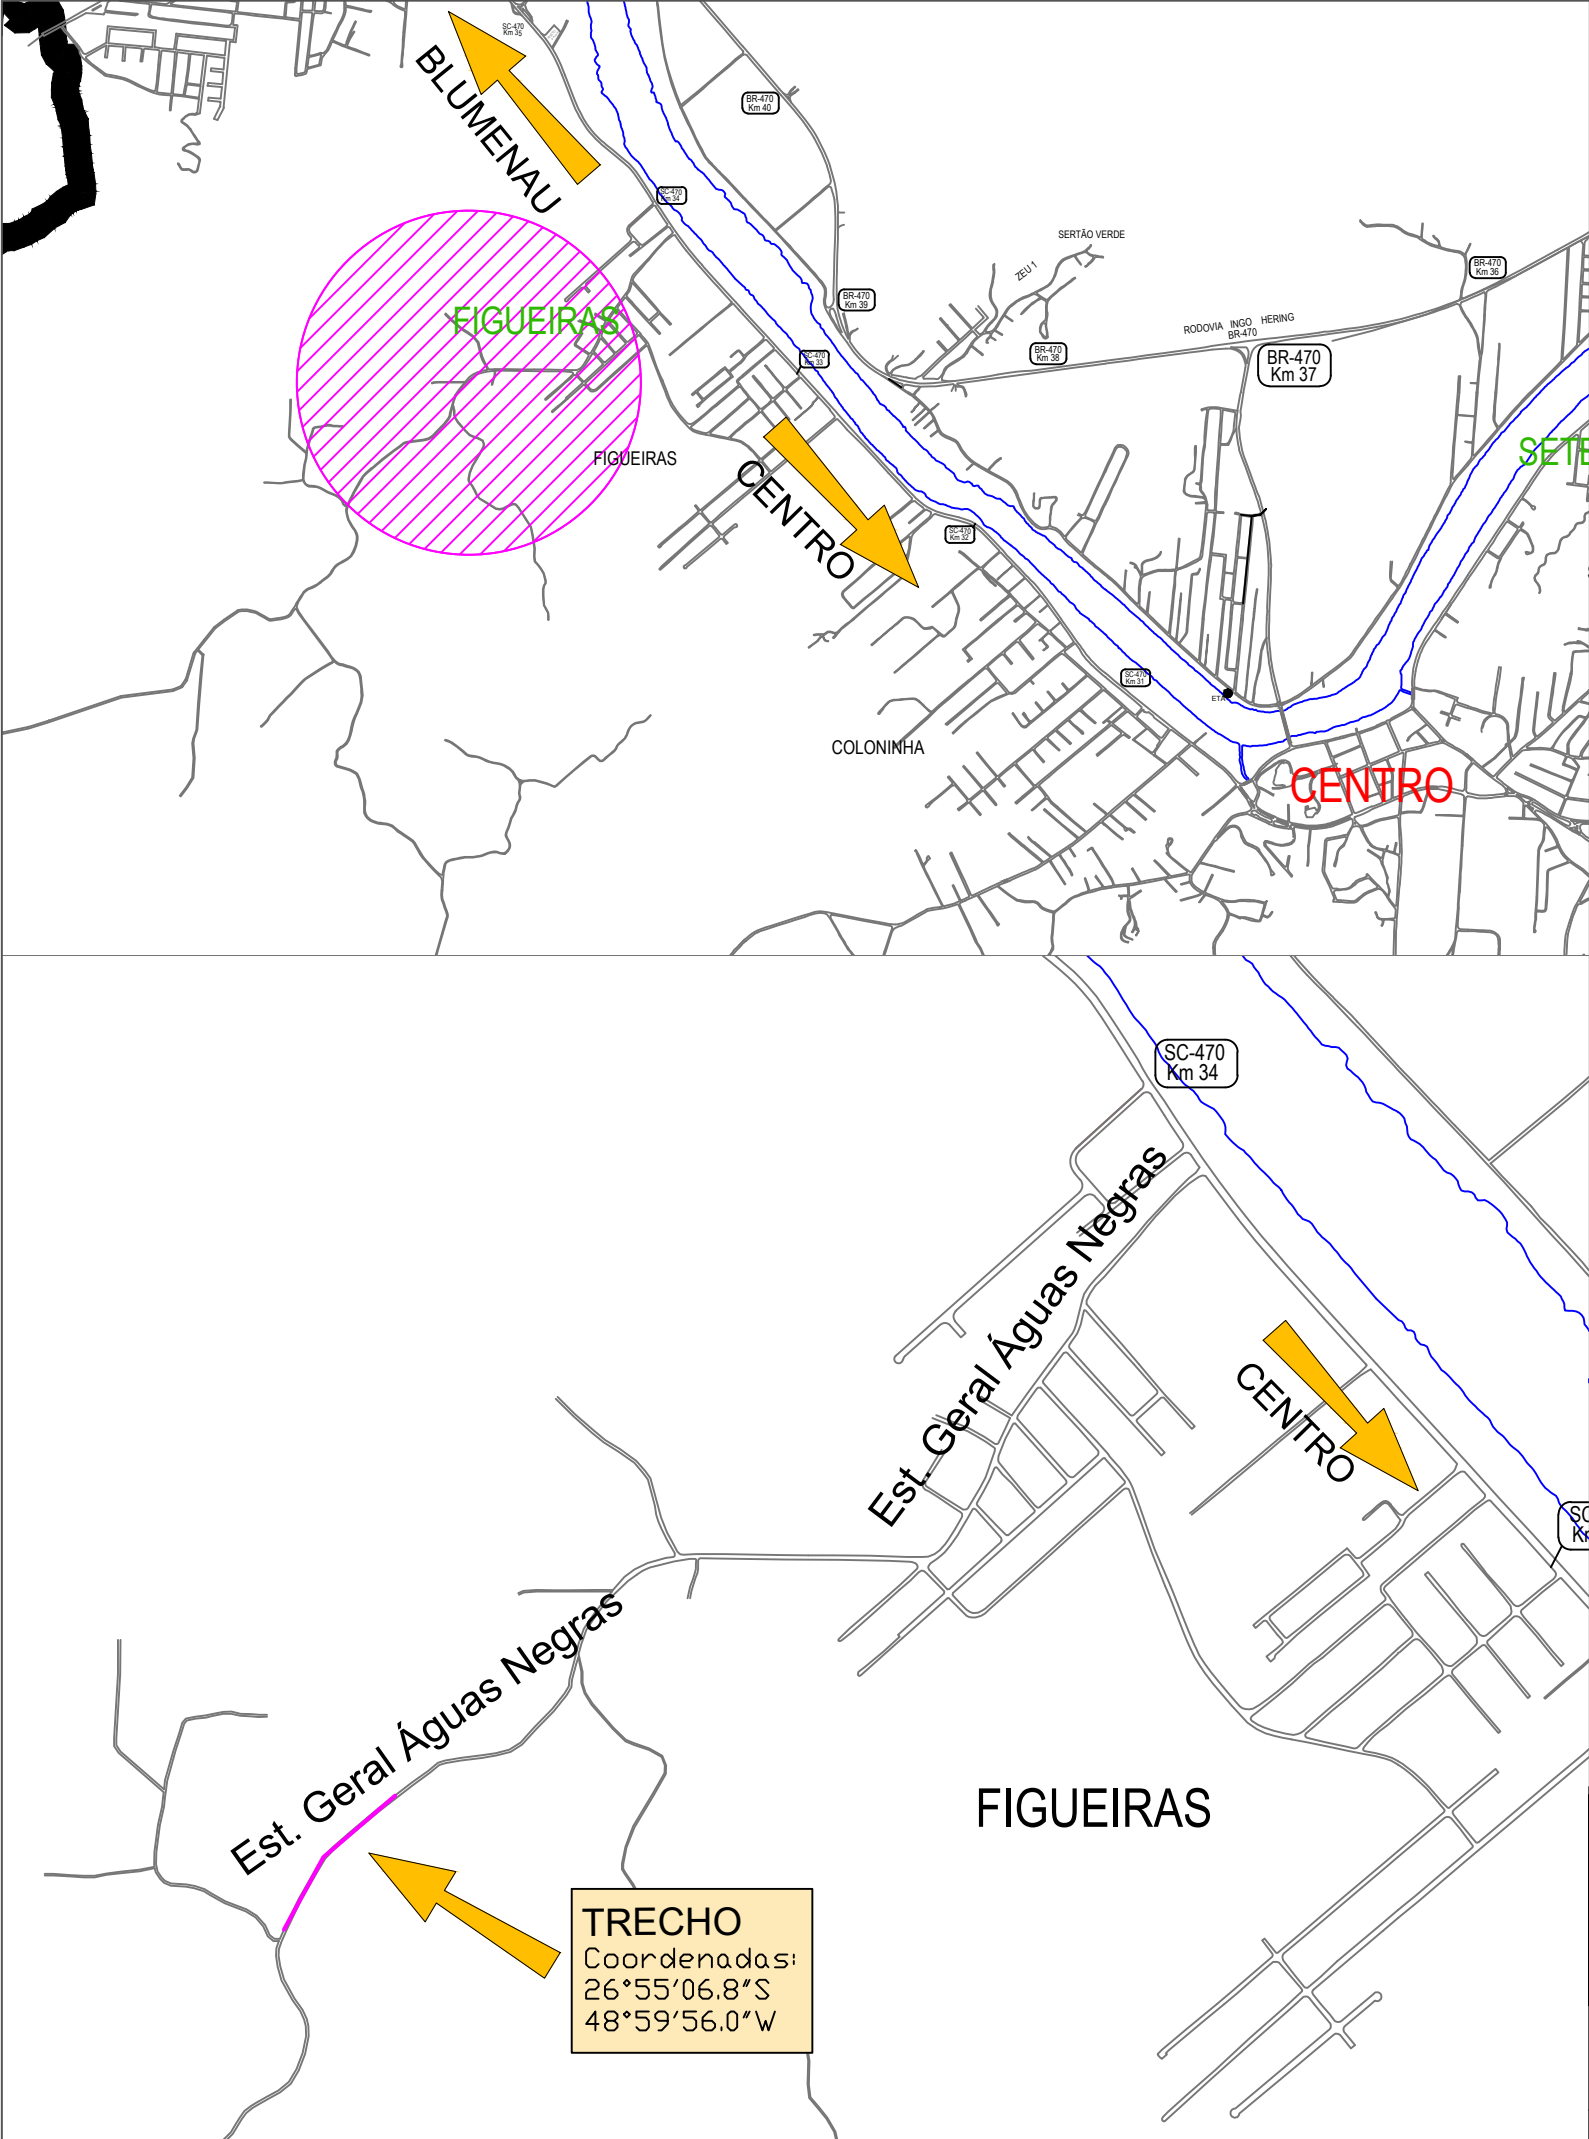 SC-470
Km 35
BLUMENAU
BR-470
Km 40
SC-470
Km 34
SERTÃO VERDE
ZEU 1
BR-470
Km 36
BR-470
Km 39
FIGUEIRAS
RODOVIA INGO HERING
BR-470
BR-470
Km 38
SC-470
Km 33
BR-470
Km 37
SETE
FIGUEIRAS
CENTRO
SC-470
Km 32
SC-470
Km 31
ETA
COLONINHA
CENTRO
SC-470
Km 34
Est. Geral Águas Negras
CENTRO
SC
K
Est. Geral Águas Negras
FIGUEIRAS
TRECHO
Coordenadas:
26°55'06.8"S
48°59'56.0"W